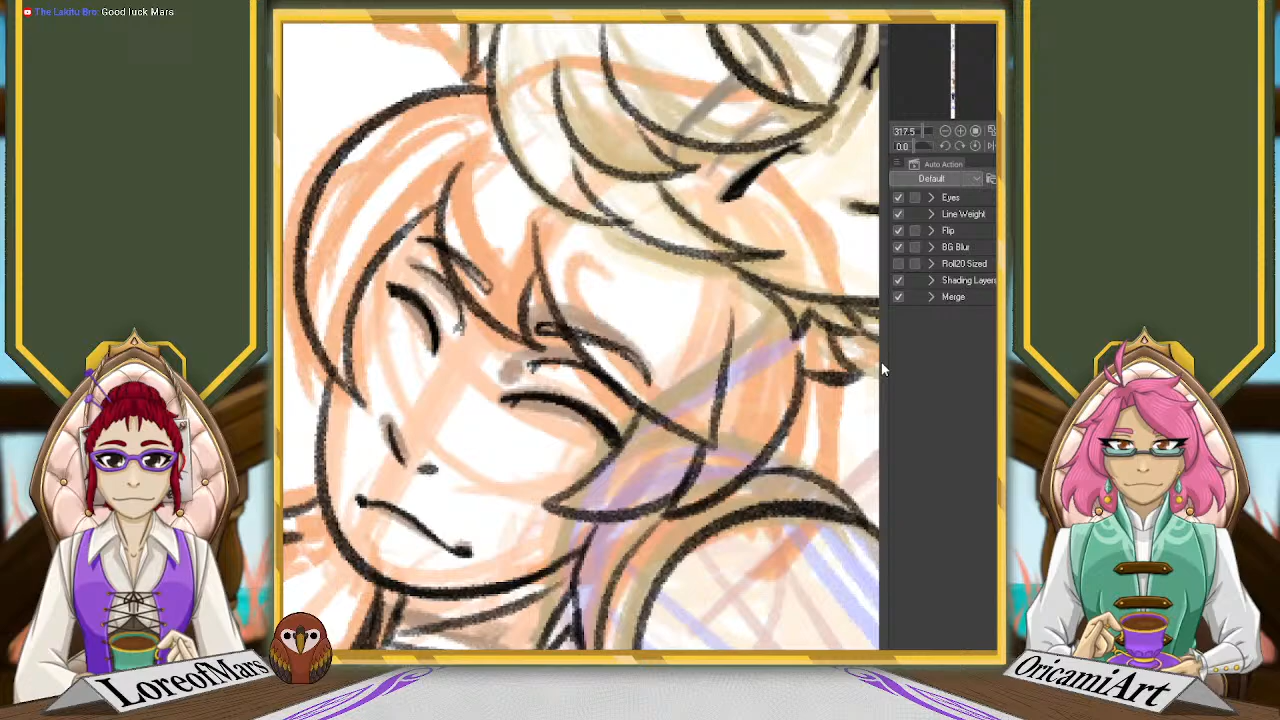 The Lakitu Bro: Good luck Mars
317.5
0.0
Auto Action
Default
Eyes
Line Weight
Flip
BG Blur
Roll20 Sized
Shading Layers
Merge
LoreofMars
OricamiArt